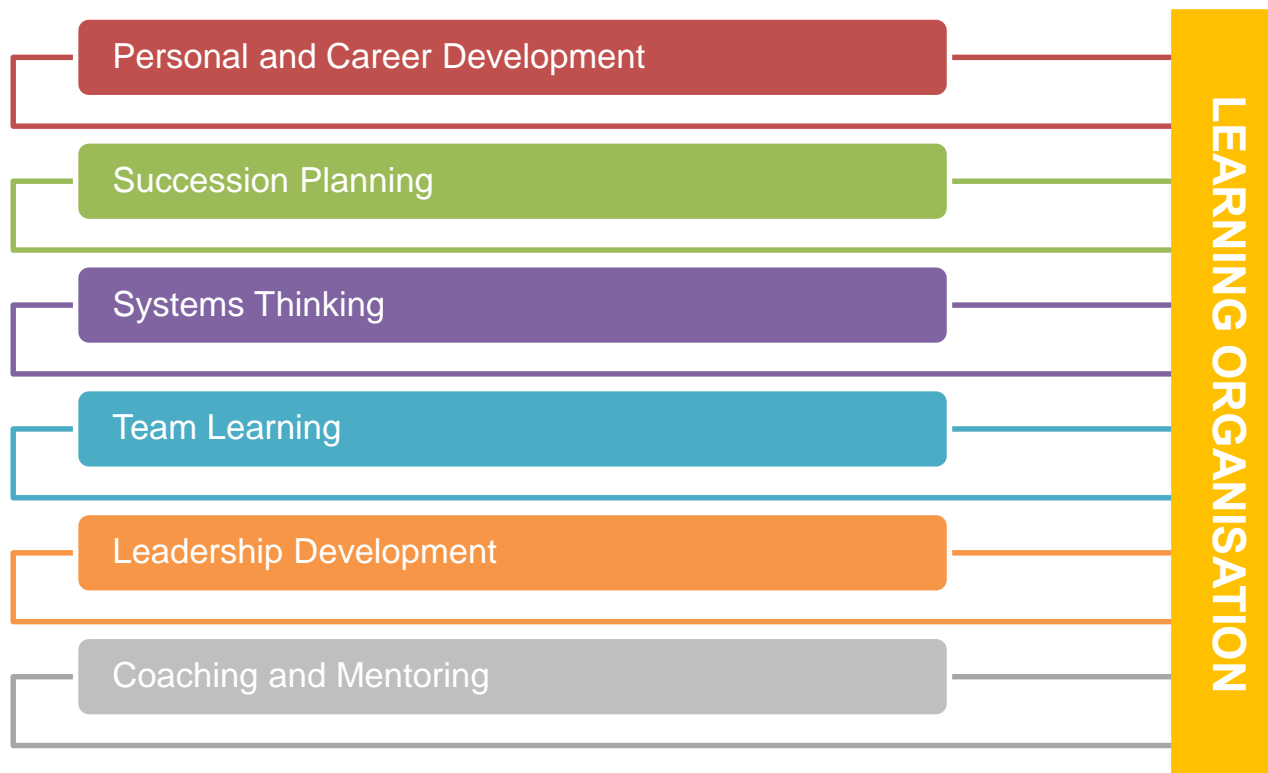 Personal and Career Development
Succession Planning
Systems Thinking
Team Learning
Leadership Development
Coaching and Mentoring
LEARNING ORGANISATION